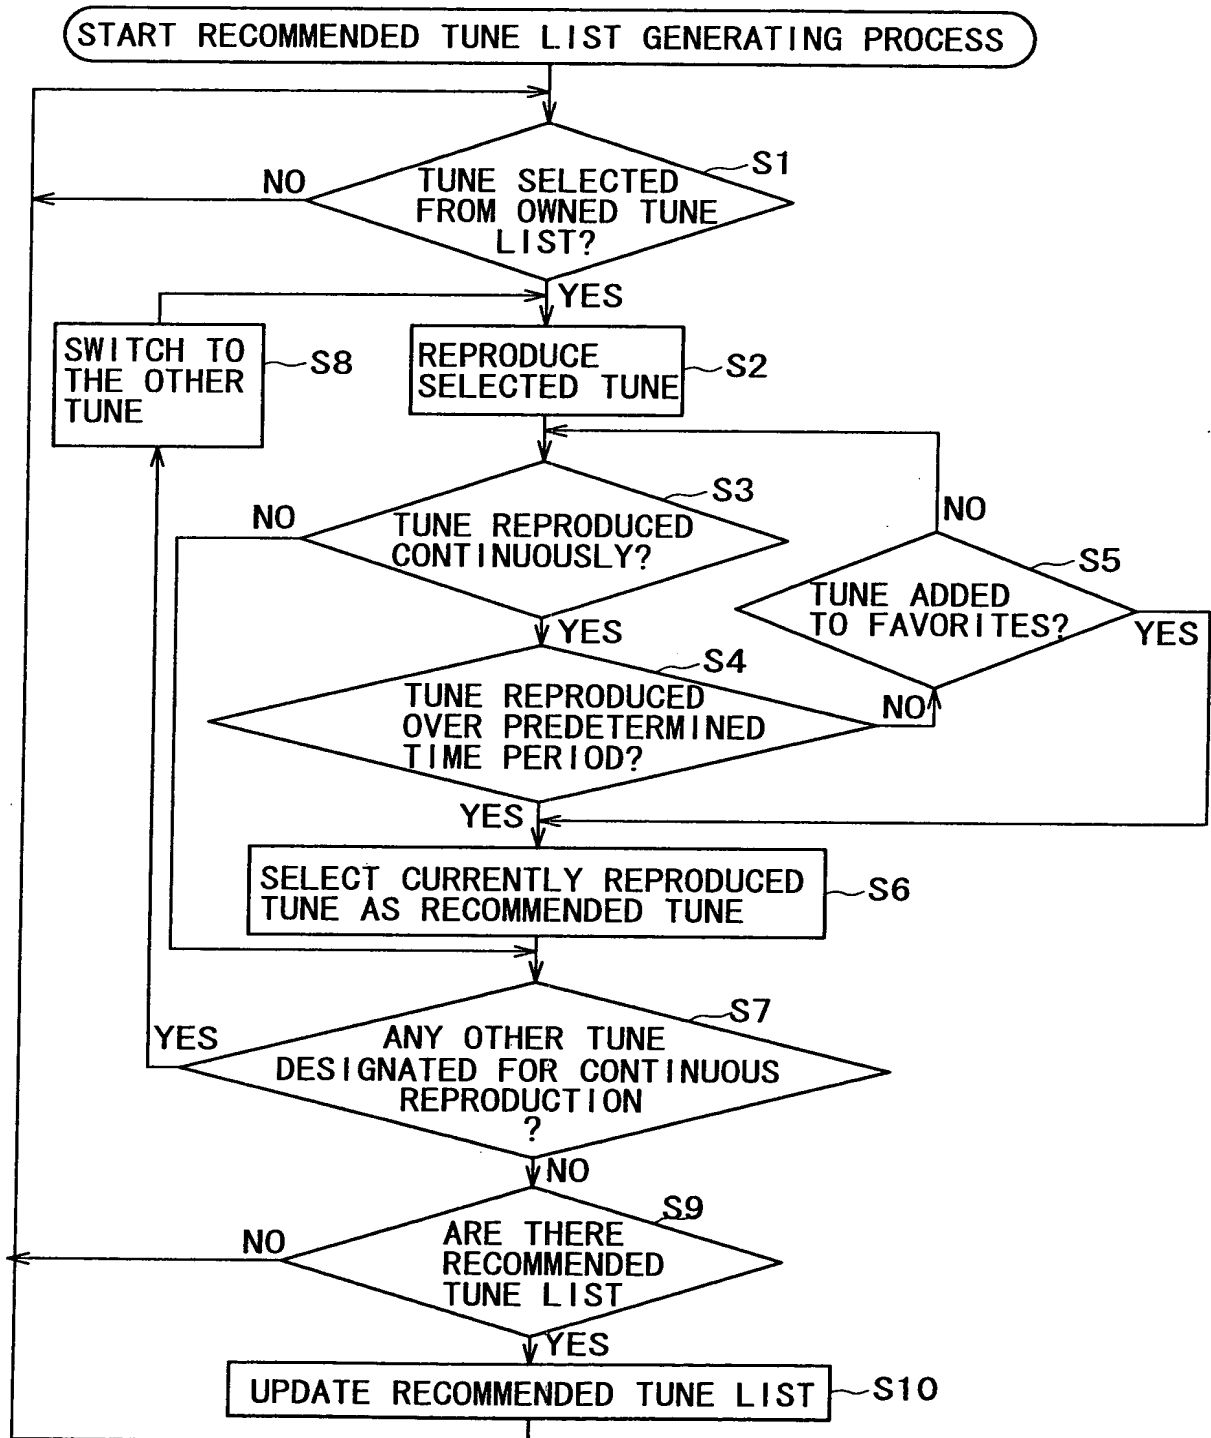 START RECOMMENDED TUNE LIST GENERATING PROCESS
S1
NO
TUNE SELECTED
FROM OWNED TUNE
LIST?
YES
SWITCH TO
THE OTHER
TUNE
S8
REPRODUCE
SELECTED TUNE
S2
S3
NO
TUNE REPRODUCED
CONTINUOUSLY?
YES
NO
S5
TUNE ADDED
TO FAVORITES?
YES
S4
TUNE REPRODUCED
OVER PREDETERMINED
TIME PERIOD?
NO
YES
SELECT CURRENTLY REPRODUCED
TUNE AS RECOMMENDED TUNE
S6
S7
YES
ANY OTHER TUNE
DESIGNATED FOR CONTINUOUS
REPRODUCTION
?
NO
S9
NO
ARE THERE
RECOMMENDED
TUNE LIST
YES
UPDATE RECOMMENDED TUNE LIST
S10